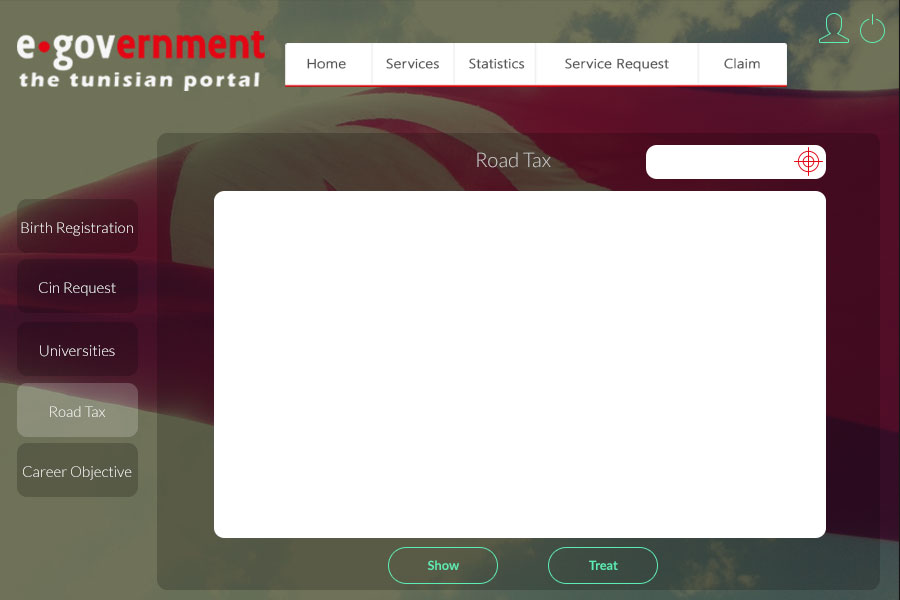 e•government
the tunisian portal
Home
Services
Statistics
Service Request
Claim
Road Tax
Birth Registration
Cin Request
Universities
Road Tax
Career Objective
Show
Treat